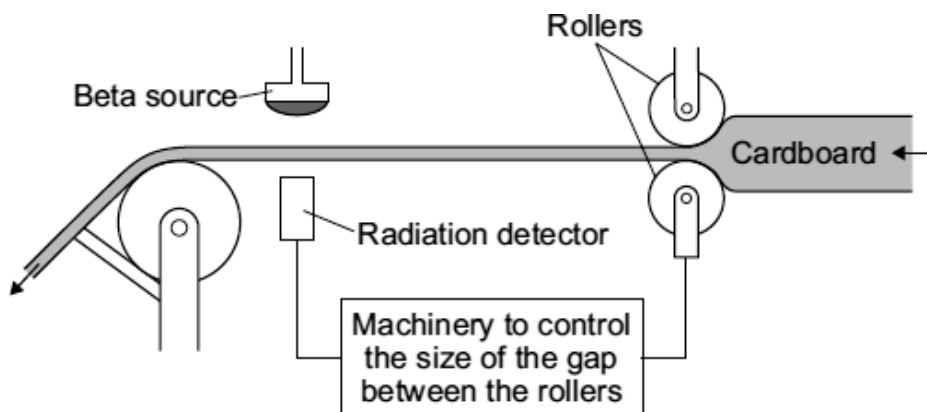 Rollers
Beta source
Cardboard
Radiation detector
Machinery to control
the size of the gap
between the rollers